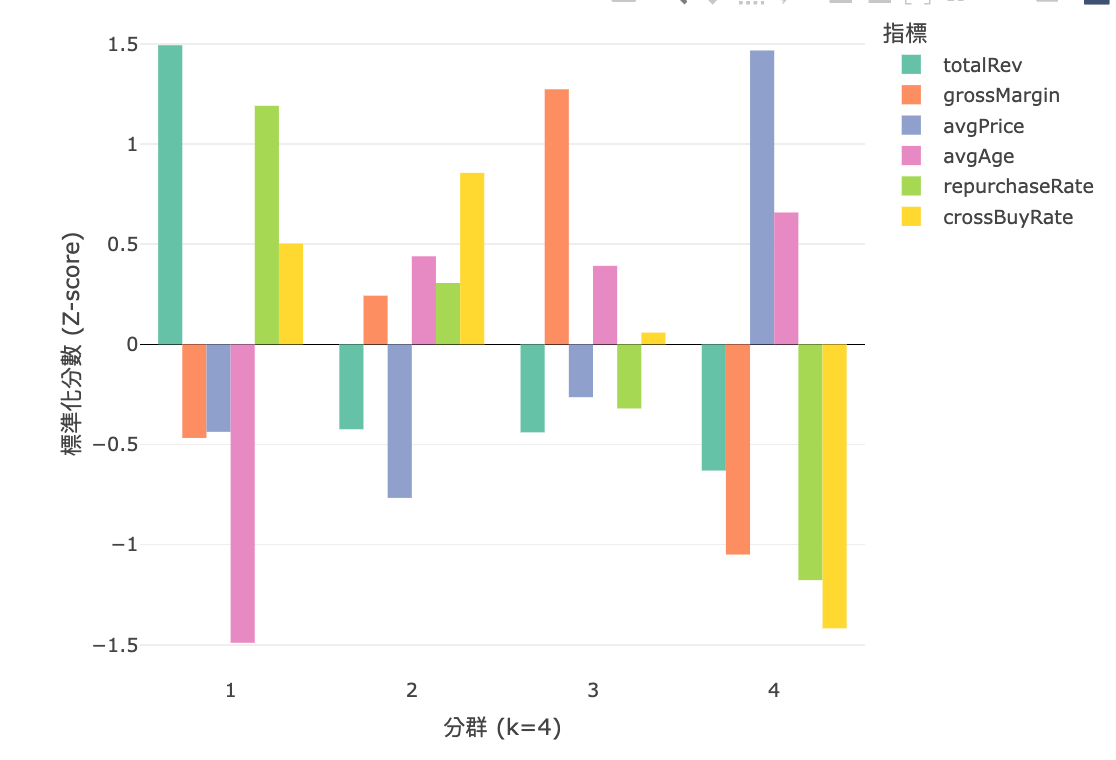 指標
totalRev
grossMargin
avgPrice
avgAge
repurchaseRate
crossBuyRate
標準化分數 (Z-score)
1.5
1
0.5
0
−0.5
−1
−1.5
1 2 3 4
分群 (k=4)